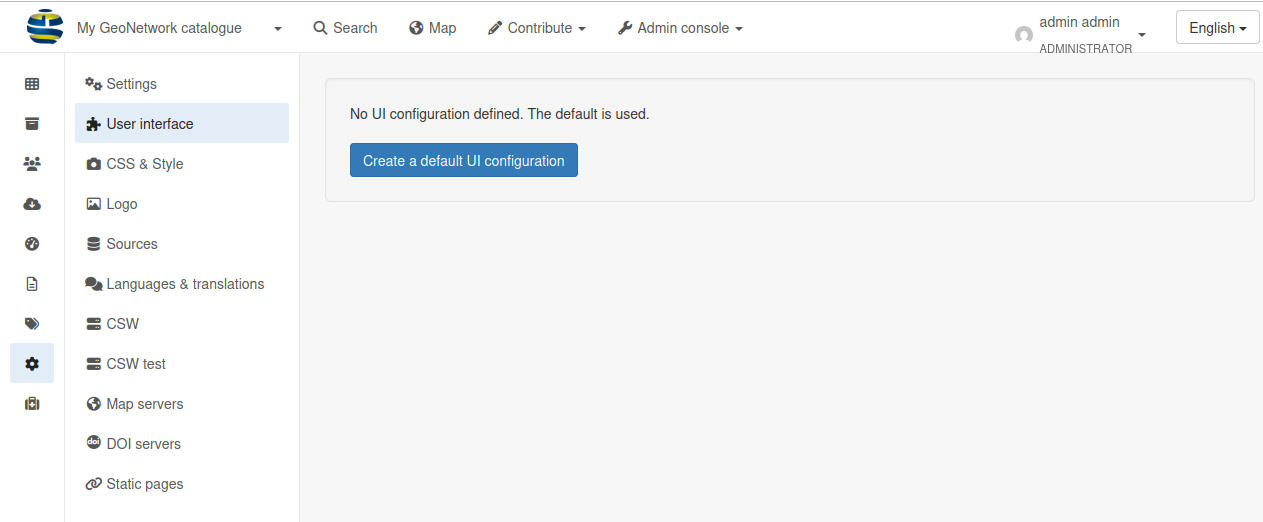 My GeoNetwork catalogue
Search
Map
Contribute
Admin console
admin admin
ADMINISTRATOR
English
Settings
User interface
CSS & Style
Logo
Sources
Languages & translations
CSW
CSW test
Map servers
doi
DOI servers
Static pages
No UI configuration defined. The default is used.
Create a default UI configuration